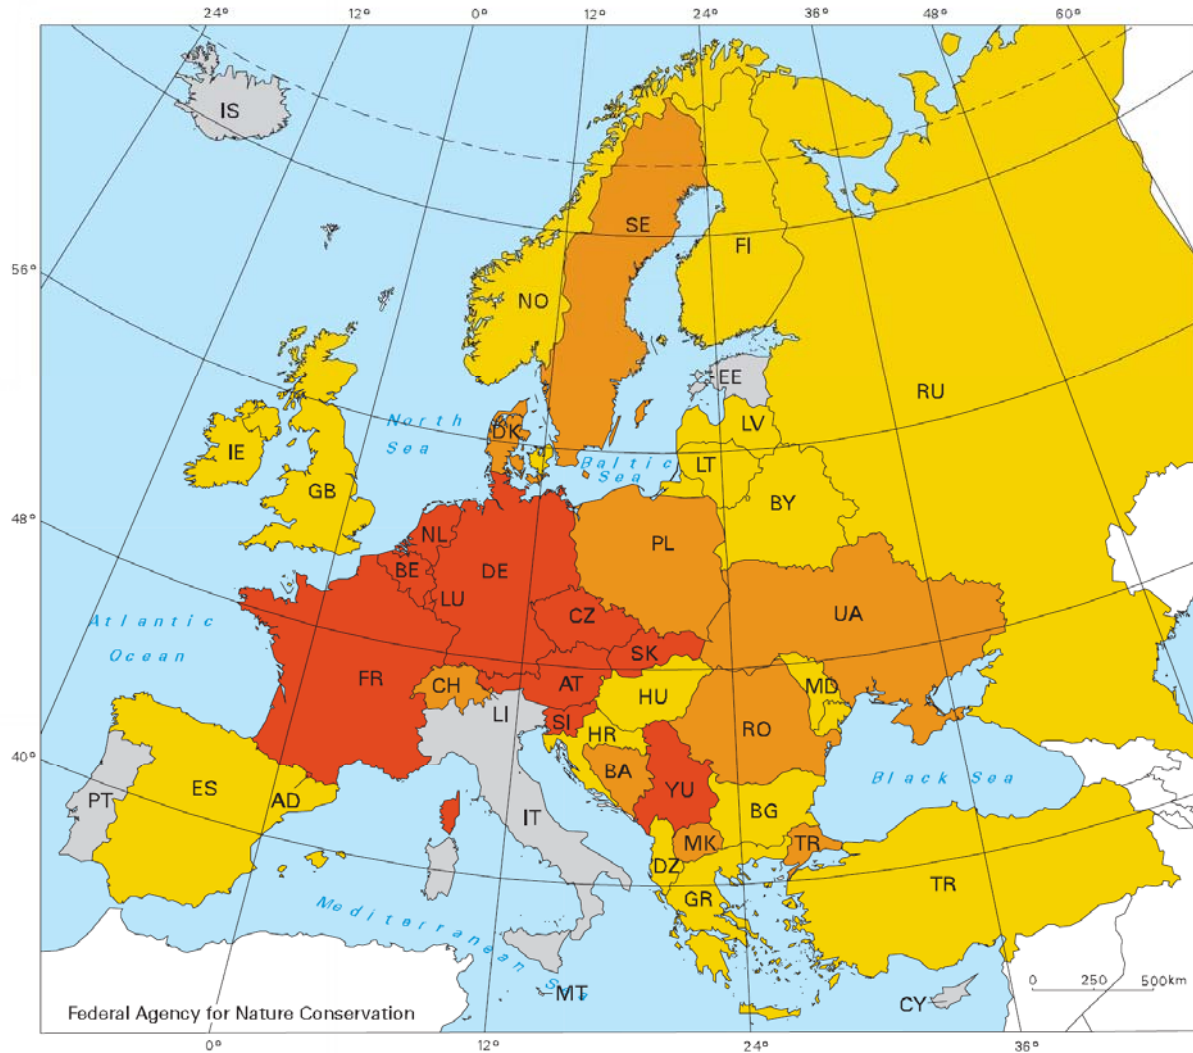 24° 12° 0° 12° 24° 36° 48° 60°
IS
SE
FI
56°
NO
EE
RU
North
Sea
DK
LV
IE
Baltic
Sea
LT
GB
BY
48°
NL
PL
BE
DE
LU
CZ
UA
Atlantic
Ocean
SK
FR
CH
AT
HU
MD
LI
SI
HR
RO
40°
BA
Black Sea
ES
YU
PT
AD
BG
IT
MK
TR
DZ
TR
GR
Mediterranean Sea
0 250 500km
MT
CY
Federal Agency for Nature Conservation
0° 12° 24° 36°